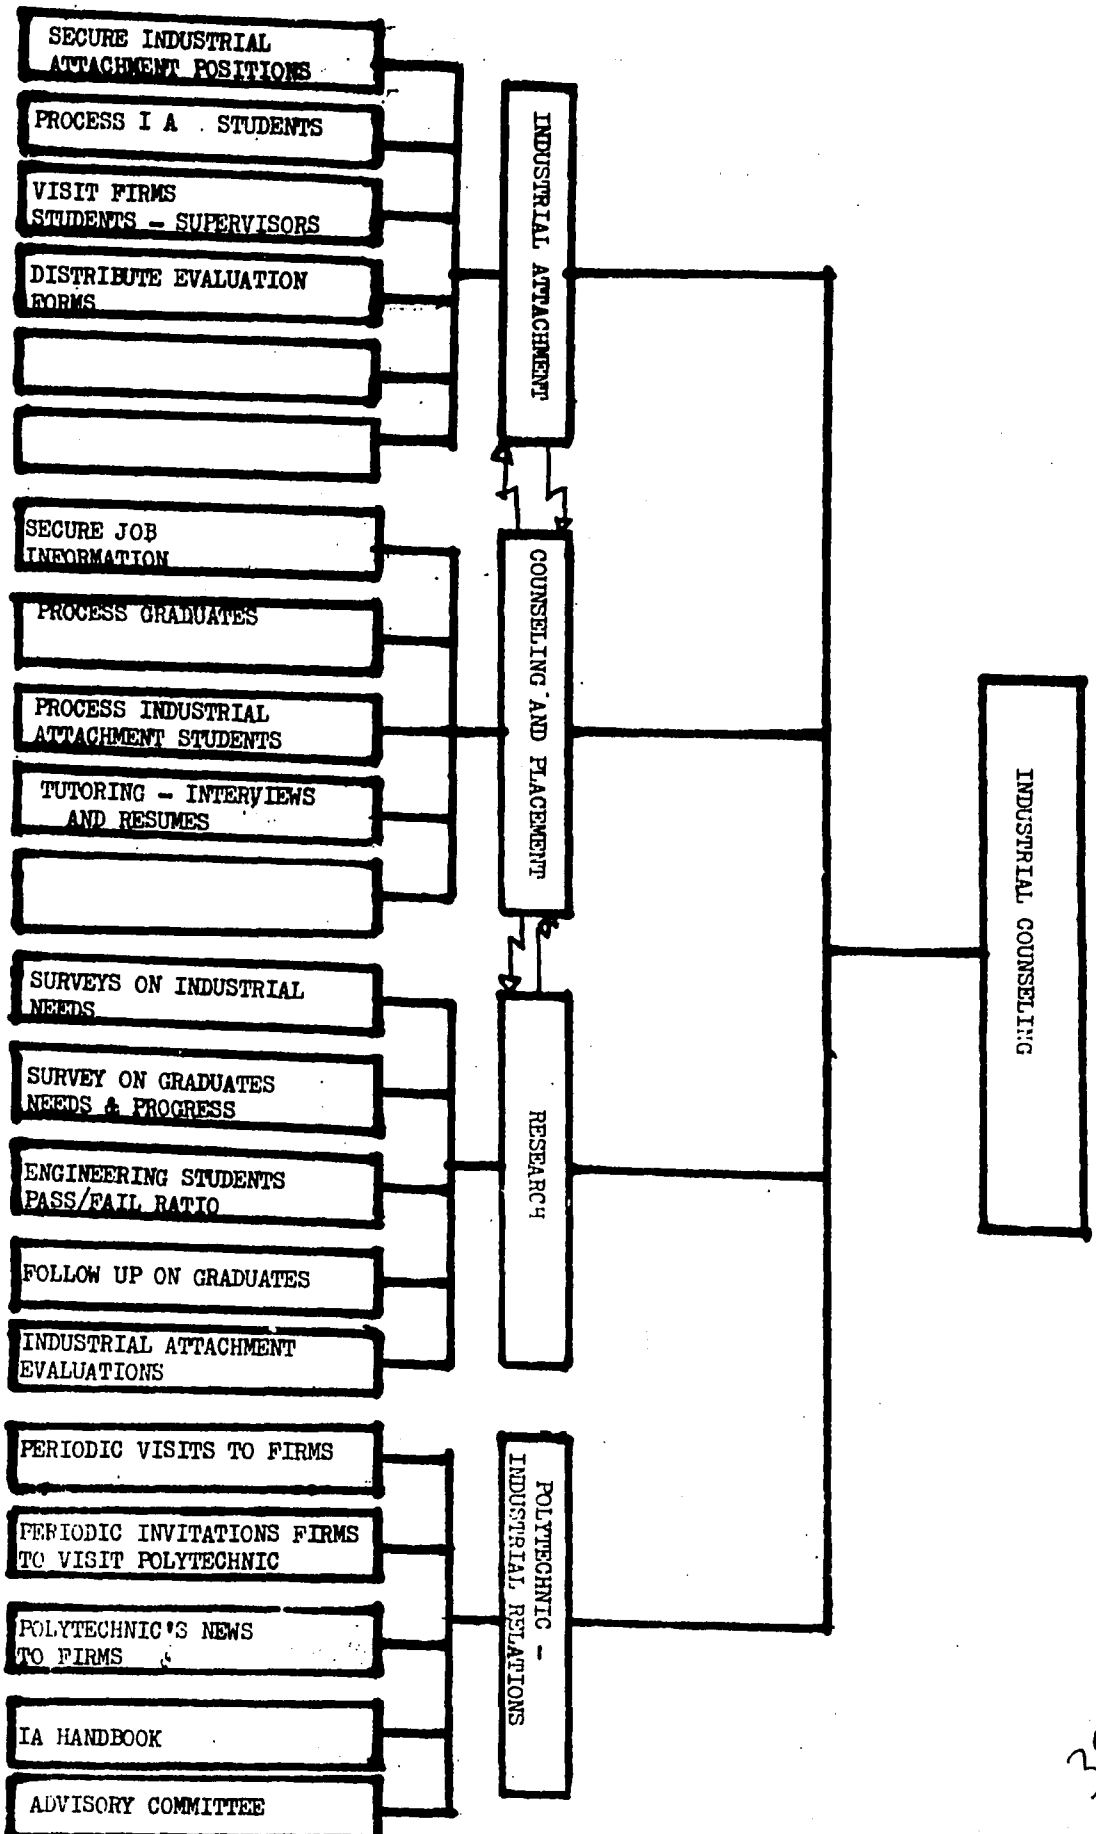 SECURE INDUSTRIAL
ATTACHMENT POSITIONS
PROCESS I A . STUDENTS
VISIT FIRMS
STUDENTS - SUPERVISORS
DISTRIBUTE EVALUATION
FORMS
INDUSTRIAL ATTACHMENT
SECURE JOB
INFORMATION
PROCESS GRADUATES
PROCESS INDUSTRIAL
ATTACHMENT STUDENTS
TUTORING - INTERVIEWS
AND RESUMES
COUNSELING AND PLACEMENT
INDUSTRIAL COUNSELING
SURVEYS ON INDUSTRIAL
NEEDS
SURVEY ON GRADUATES
NEEDS & PROGRESS
ENGINEERING STUDENTS
PASS/FAIL RATIO
FOLLOW UP ON GRADUATES
INDUSTRIAL ATTACHMENT
EVALUATIONS
RESEARCH
PERIODIC VISITS TO FIRMS
PERIODIC INVITATIONS FIRMS
TO VISIT POLYTECHNIC
POLYTECHNIC'S NEWS
TO FIRMS
IA HANDBOOK
ADVISORY COMMITTEE
POLYTECHNIC -
INDUSTRIAL RELATIONS